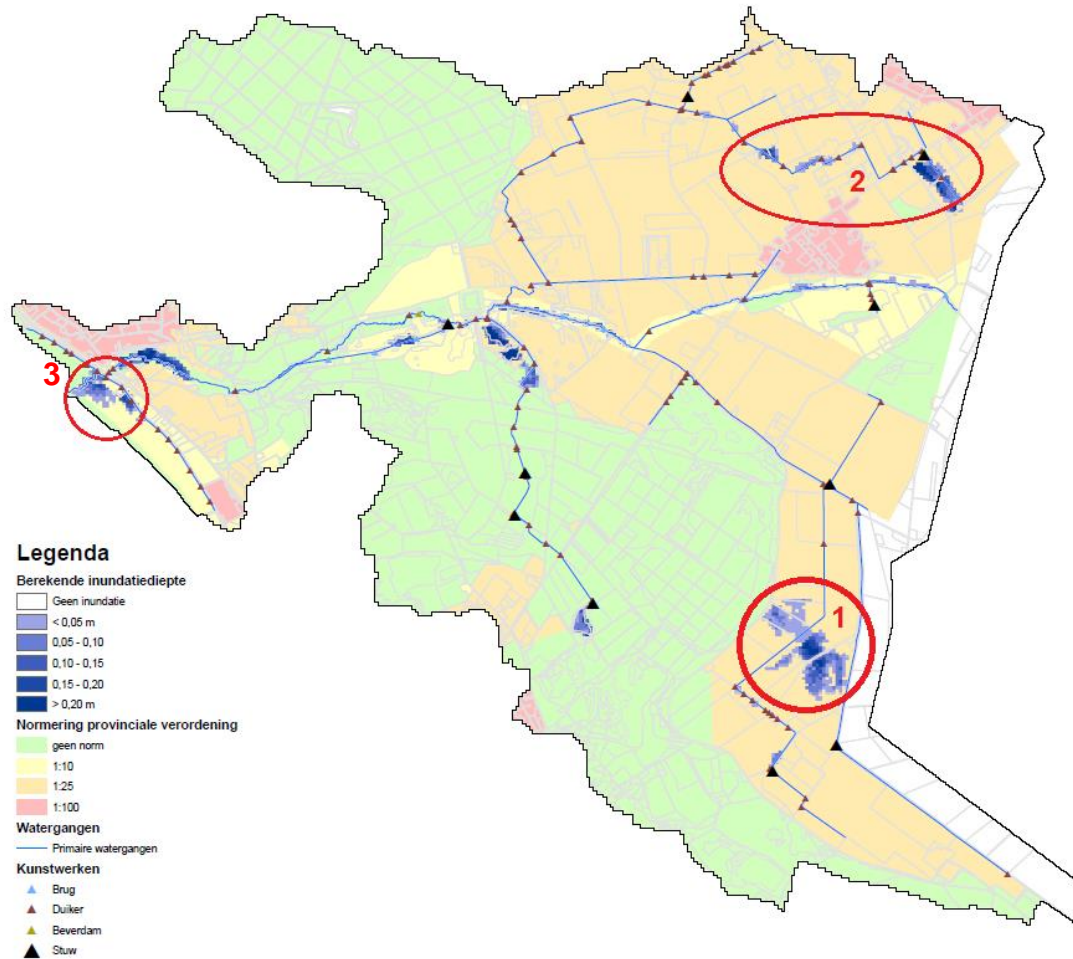 2
3
1
Legenda
Berekende inundatiediepte
Geen inundatie
< 0,05 m
0,05 - 0,10
0,10 - 0,15
0,15 - 0,20
> 0,20 m
Normering provinciale verordening
geen norm
1:10
1:25
1:100
Watergangen
Primaire watergangen
Kunstwerken
Brug
Duiker
Beverdam
Stuw